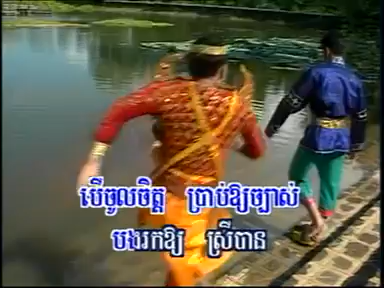 បើចូលចិត្ត ប្រាប់ឱ្យច្បាស់
បងរកឱ្យ ស្រីបាន